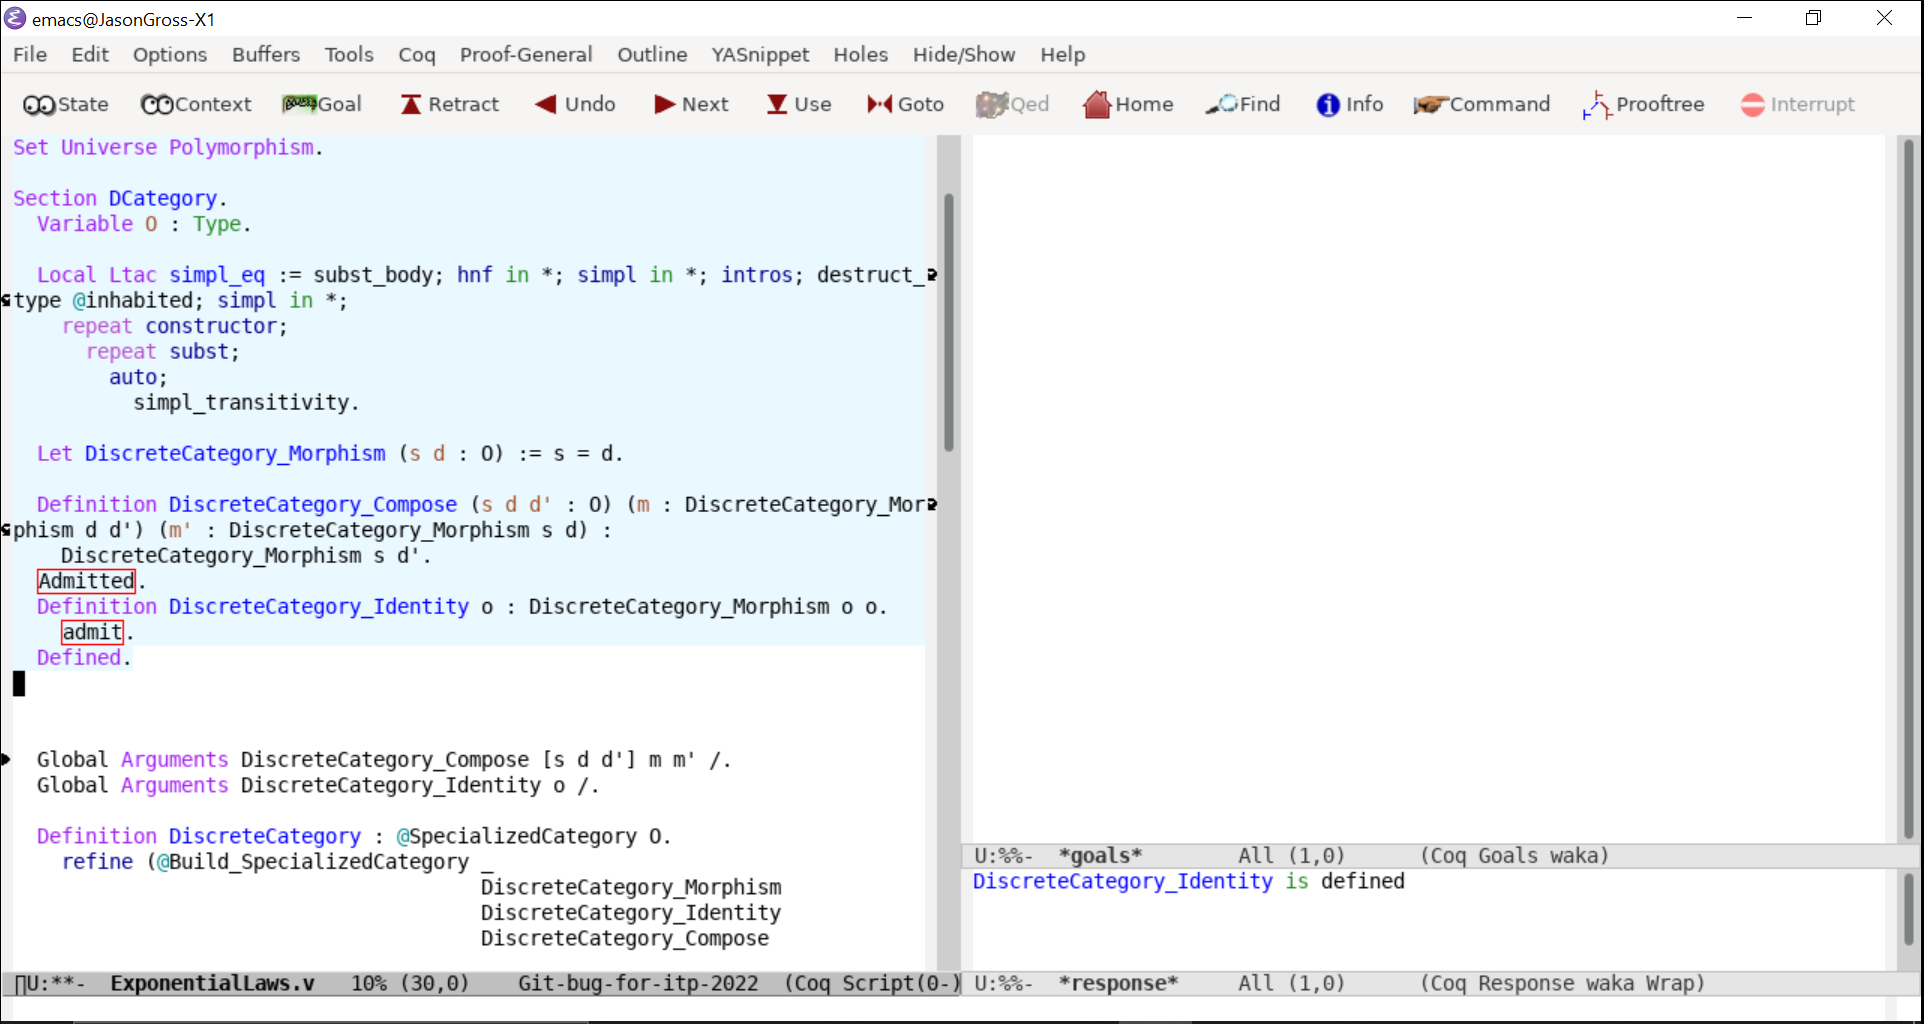 emacs@JasonGross-X1
File Edit Options Buffers Tools Coq Proof-General Outline YASnippet Holes Hide/Show Help
State Context Goal Retract Undo Next Use Goto Qed Home Find Info Command Prooftree Interrupt
Set Universe Polymorphism.
Section DCategory.
  Variable O : Type.
  Local Ltac simpl_eq := subst_body; hnf in *; simpl in *; intros; destruct_
type @inhabited; simpl in *;
    repeat constructor;
      repeat subst;
        auto;
          simpl_transitivity.
  Let DiscreteCategory_Morphism (s d : O) := s = d.
  Definition DiscreteCategory_Compose (s d d' : O) (m : DiscreteCategory_Mor
phism d d') (m' : DiscreteCategory_Morphism s d) :
    DiscreteCategory_Morphism s d'.
  Admitted.
  Definition DiscreteCategory_Identity o : DiscreteCategory_Morphism o o.
    admit.
  Defined.
  Global Arguments DiscreteCategory_Compose [s d d'] m m' /.
  Global Arguments DiscreteCategory_Identity o /.
  Definition DiscreteCategory : @SpecializedCategory O.
    refine (@Build_SpecializedCategory _
                                       DiscreteCategory_Morphism
                                       DiscreteCategory_Identity
                                       DiscreteCategory_Compose
U:**-  ExponentialLaws.v   10% (30,0)    Git-bug-for-itp-2022  (Coq Script(0-)
U:%%-  *goals*        All (1,0)      (Coq Goals waka)
DiscreteCategory_Identity is defined
U:%%-  *response*     All (1,0)      (Coq Response waka Wrap)